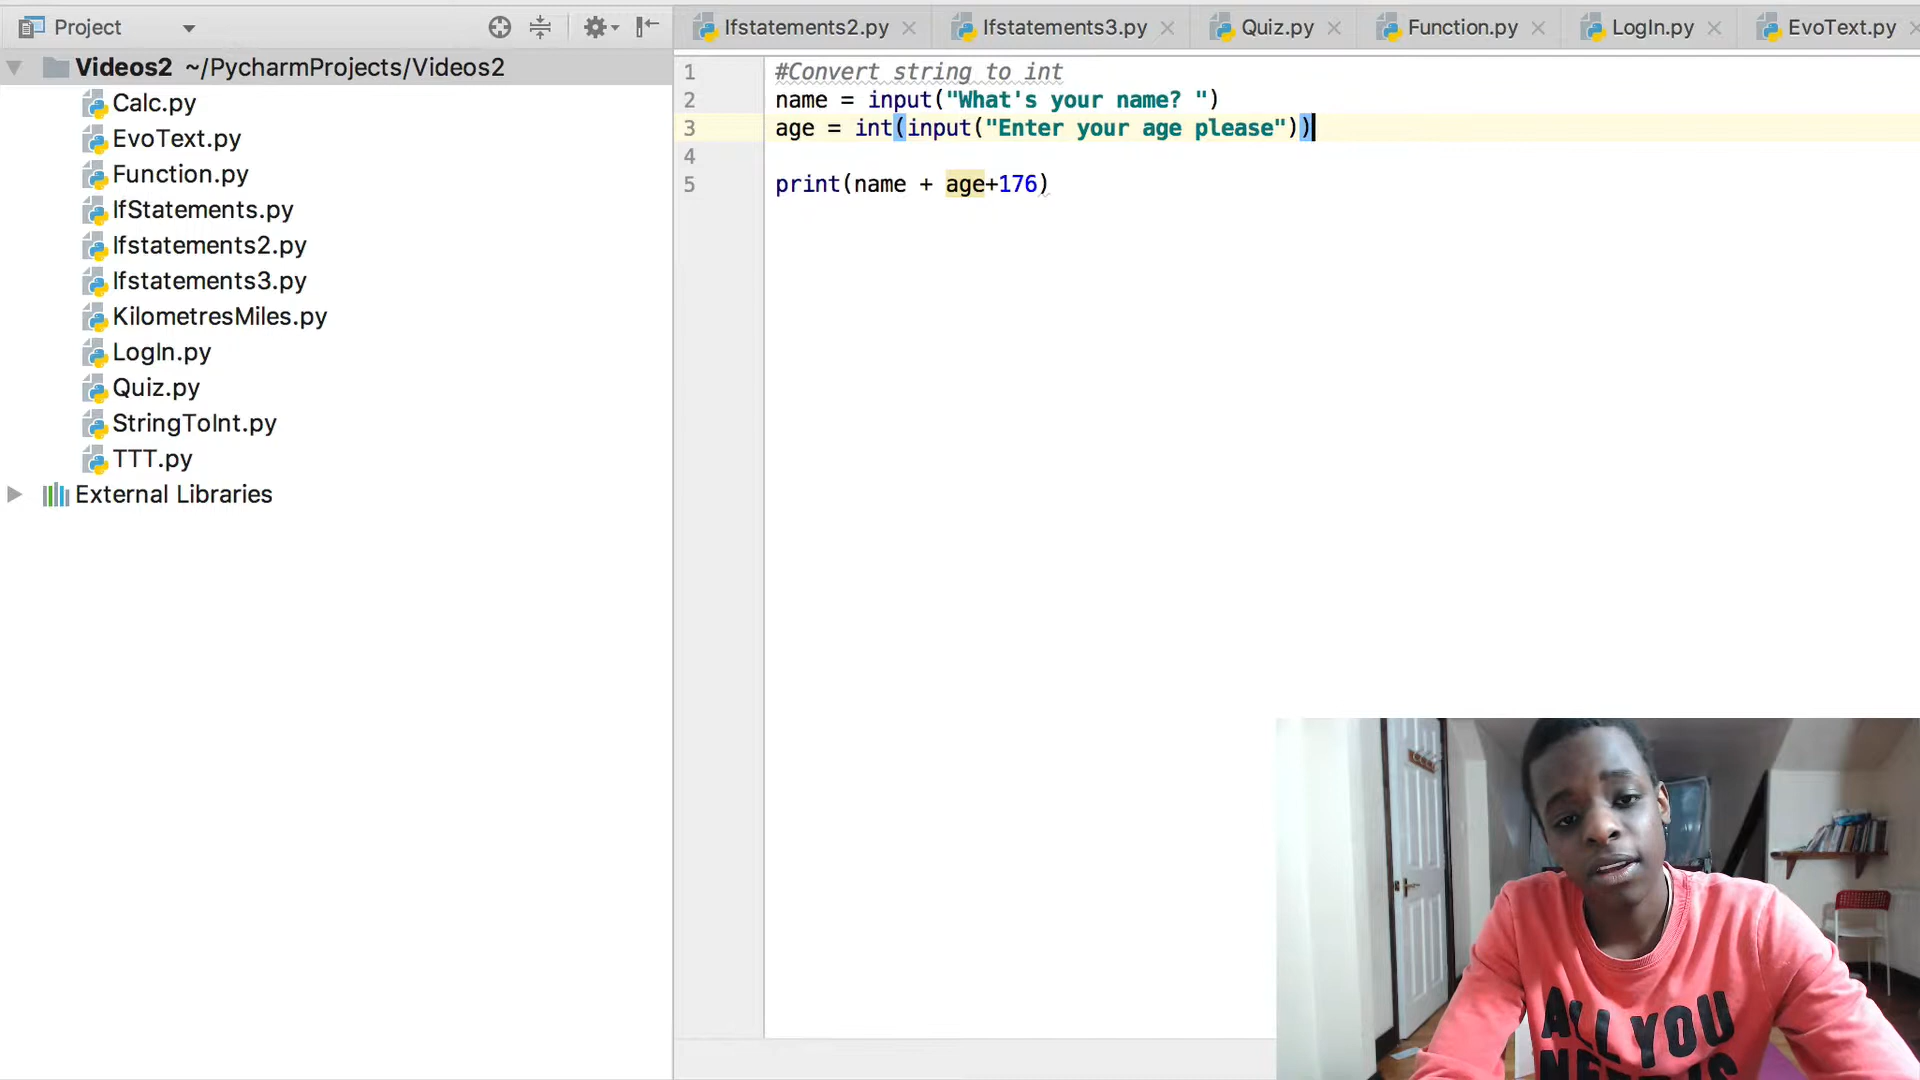 Project
Ifstatements2.py
Ifstatements3.py
Quiz.py
Function.py
LogIn.py
EvoText.py
Videos2 ~/PycharmProjects/Videos2
Calc.py
EvoText.py
Function.py
IfStatements.py
Ifstatements2.py
Ifstatements3.py
KilometresMiles.py
LogIn.py
Quiz.py
StringToInt.py
TTT.py
External Libraries
1 #Convert string to int
2 name = input("What's your name? ")
3 age = int(input("Enter your age please"))
4
5 print(name + age+176)
ALL YOU
NEED IS